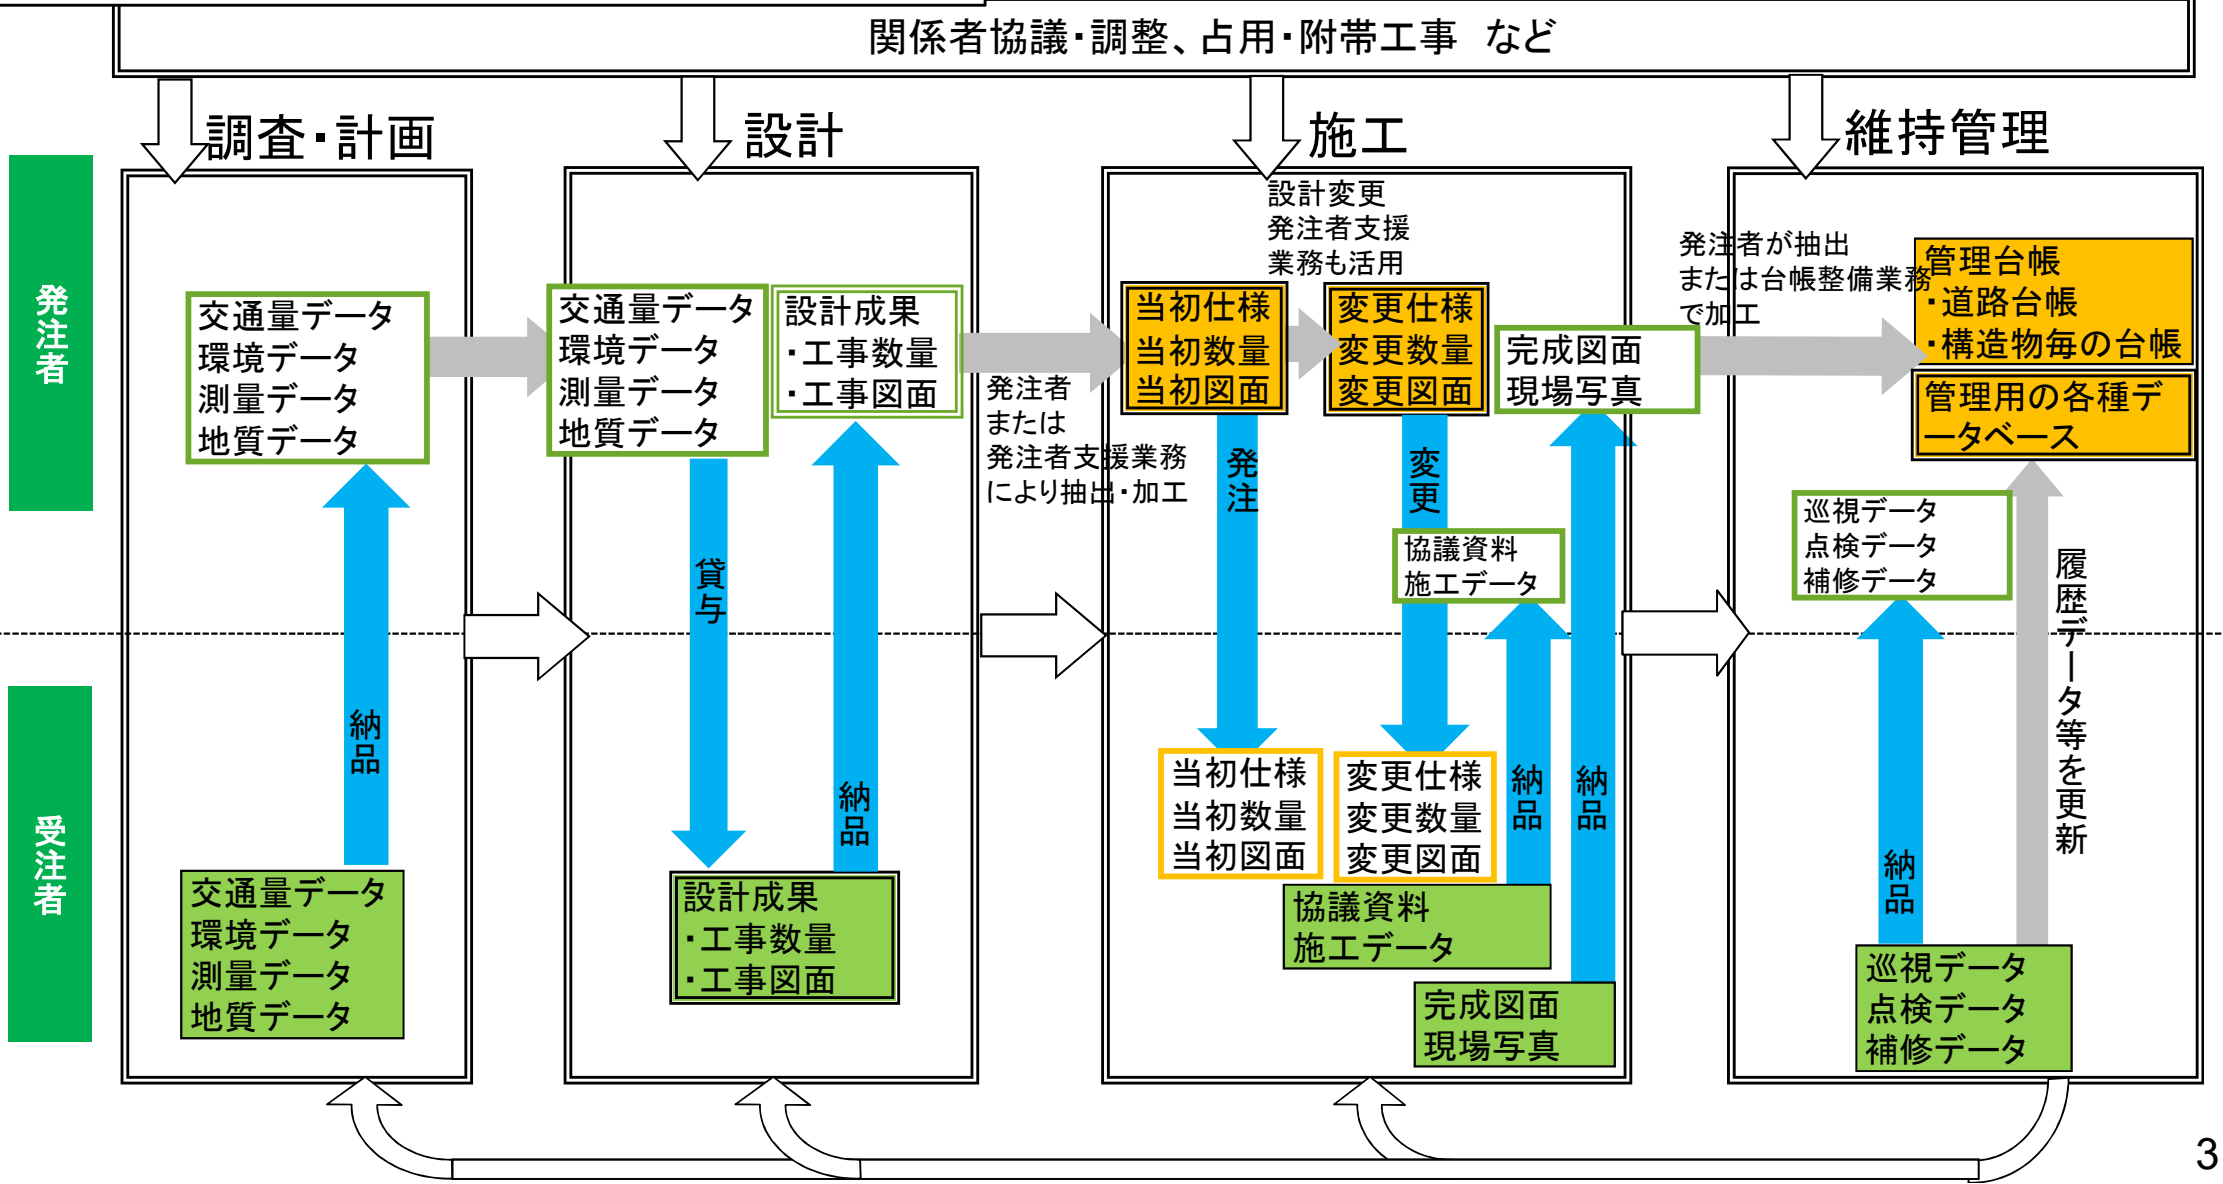 関係者協議・調整、占用・附帯工事　など
調査・計画
設計
施工
維持管理
発注者
受注者
交通量データ
環境データ
測量データ
地質データ
納品
交通量データ
環境データ
測量データ
地質データ
交通量データ
環境データ
測量データ
地質データ
設計成果
・工事数量
・工事図面
貸与
納品
設計成果
・工事数量
・工事図面
発注者
または
発注者支援業務
により抽出・加工
設計変更
発注者支援
業務も活用
当初仕様
当初数量
当初図面
変更仕様
変更数量
変更図面
完成図面
現場写真
発注
変更
協議資料
施工データ
当初仕様
当初数量
当初図面
変更仕様
変更数量
変更図面
納品
納品
協議資料
施工データ
完成図面
現場写真
発注者が抽出
または台帳整備業務
で加工
管理台帳
・道路台帳
・構造物毎の台帳
管理用の各種デ
ータベース
巡視データ
点検データ
補修データ
履歴データ等を更新
納品
巡視データ
点検データ
補修データ
3